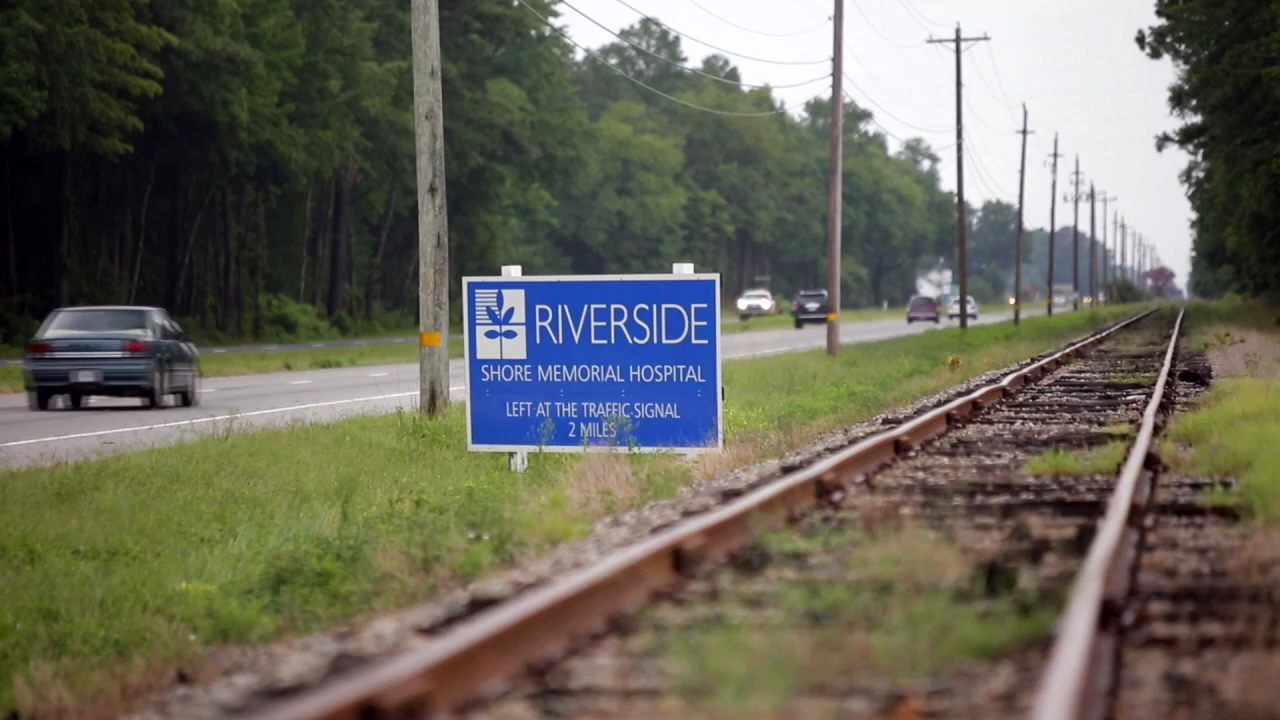 RIVERSIDE
SHORE MEMORIAL HOSPITAL
LEFT AT THE TRAFFIC SIGNAL
2 MILES